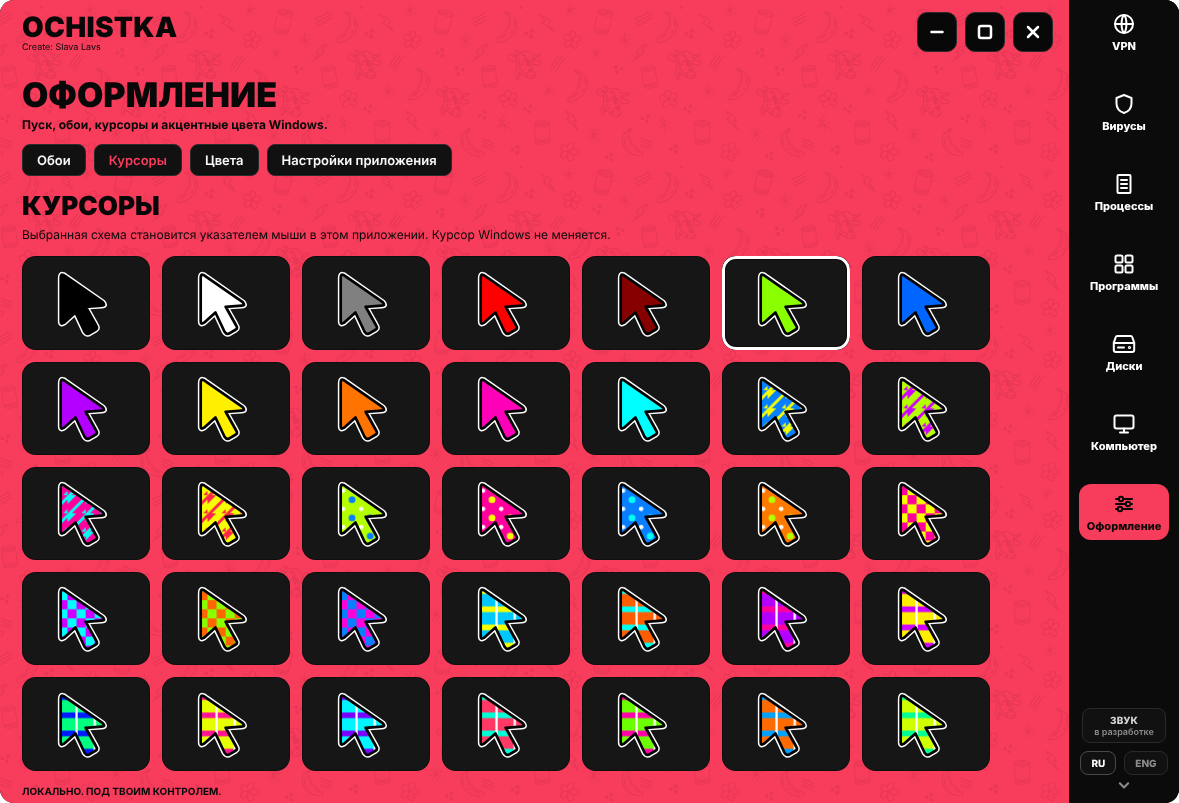 OCHISTKA
Create: Slava Lavs
ОФОРМЛЕНИЕ
Пуск, обои, курсоры и акцентные цвета Windows.
Обои
Курсоры
Цвета
Настройки приложения
КУРСОРЫ
Выбранная схема становится указателем мыши в этом приложении. Курсор Windows не меняется.
ЛОКАЛЬНО. ПОД ТВОИМ КОНТРОЛЕМ.
VPN
Вирусы
Процессы
Программы
Диски
Компьютер
Оформление
ЗВУК
в разработке
RU
ENG